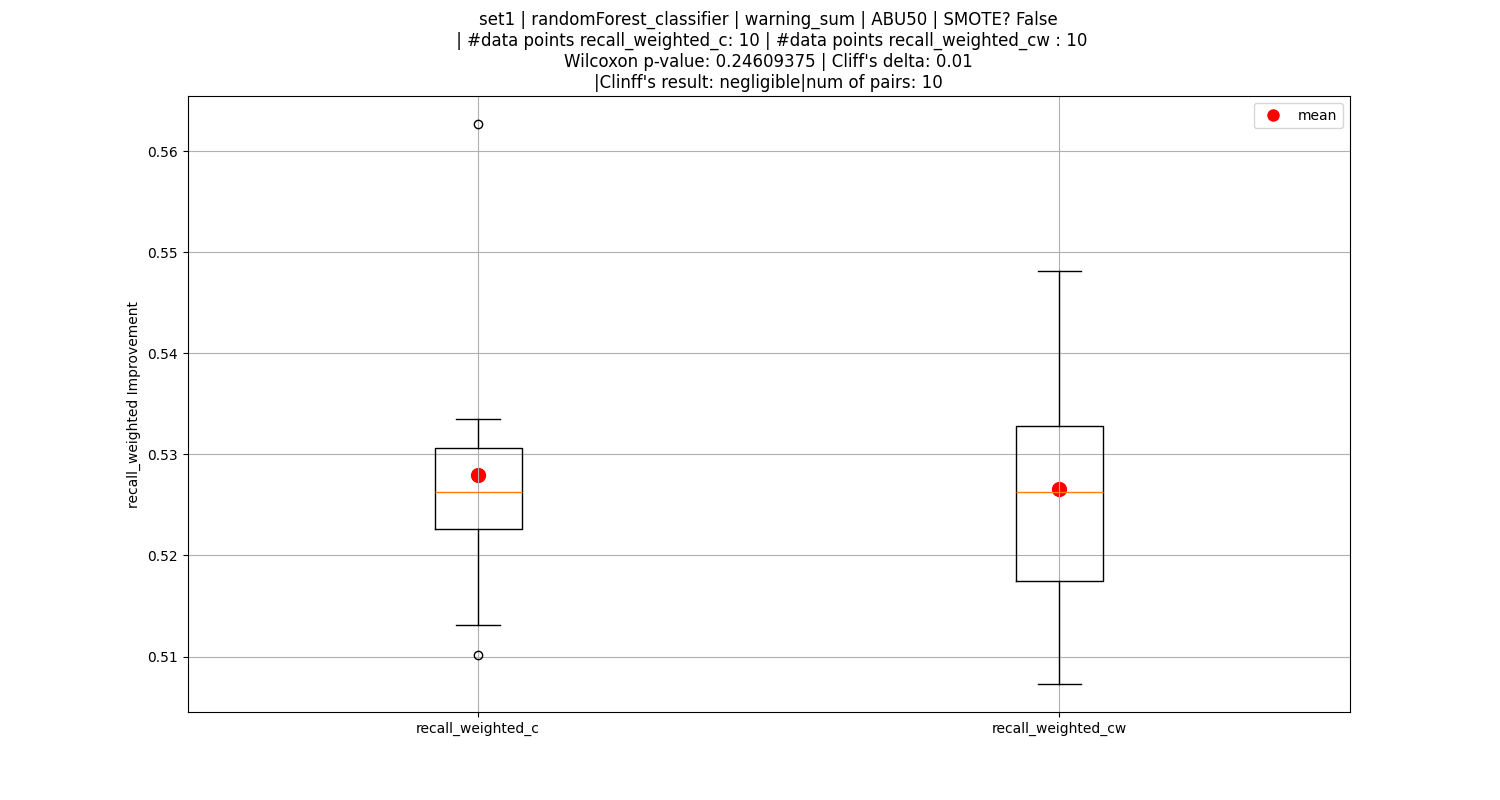 set1 | randomForest_classifier | warning_sum | ABU50 | SMOTE? False
| #data points recall_weighted_c: 10 | #data points recall_weighted_cw : 10
Wilcoxon p-value: 0.24609375 | Cliff's delta: 0.01
|Clinff's result: negligible|num of pairs: 10
mean
0.56
0.55
0.54
0.53
0.52
0.51
recall_weighted Improvement
recall_weighted_c
recall_weighted_cw